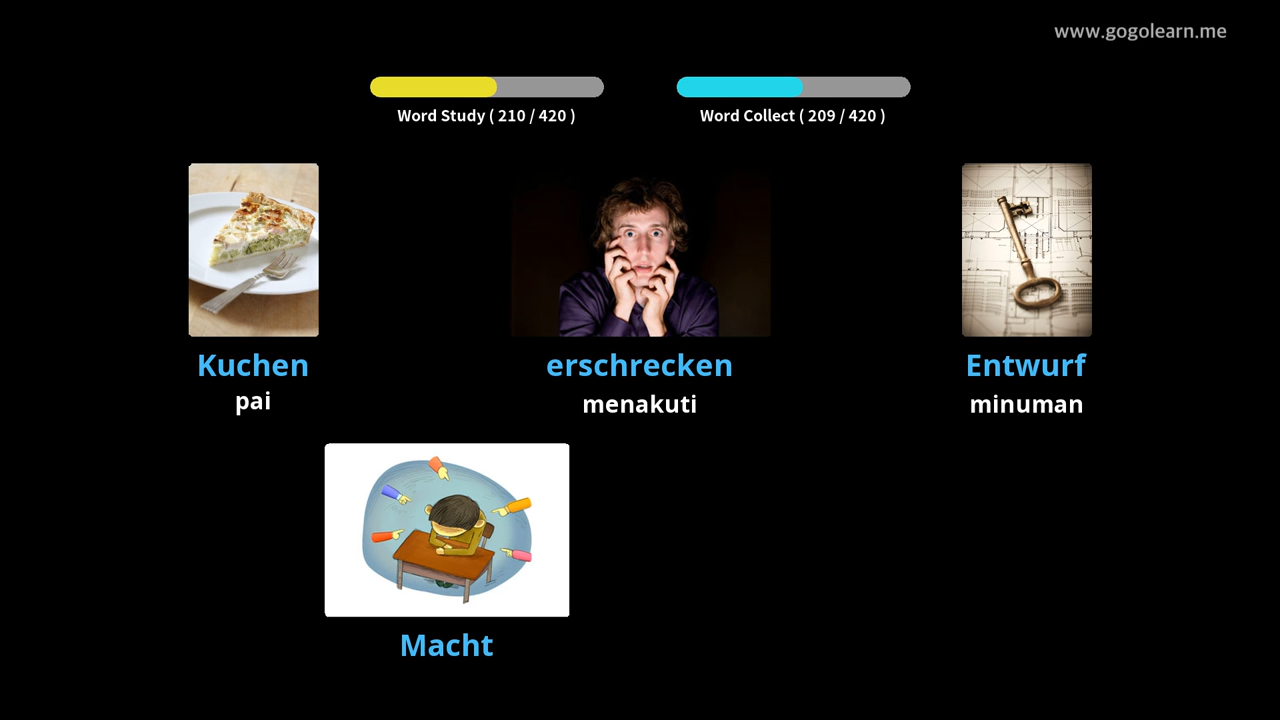 www.gogolearn.me
Word Study ( 210 / 420 )
Word Collect ( 209 / 420 )
Kuchen
pai
erschrecken
menakuti
Entwurf
minuman
Macht